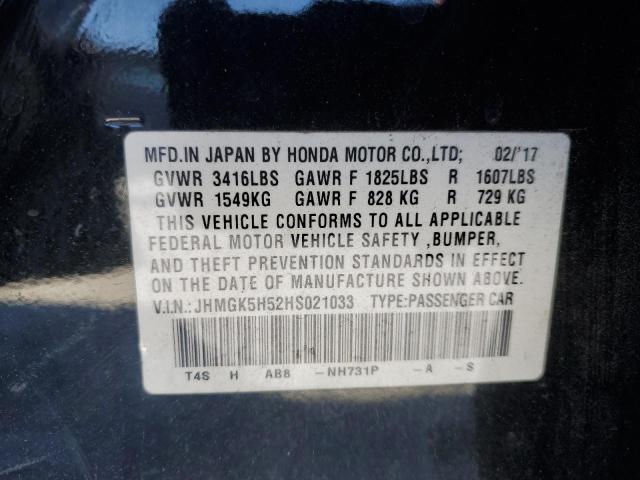 MFD.IN JAPAN BY HONDA MOTOR CO.,LTD; 02/'17
GVWR 3416LBS GAWR F 1825LBS R 1607LBS
GVWR 1549KG GAWR F 828 KG R 729 KG
THIS VEHICLE CONFORMS TO ALL APPLICABLE
FEDERAL MOTOR VEHICLE SAFETY ,BUMPER,
AND THEFT PREVENTION STANDARDS IN EFFECT
ON THE DATE OF MANUFACTURE SHOWN ABOVE.
V.I.N.: JHMGK5H52HS021033 TYPE:PASSENGER CAR
T4S H AB8 -NH731P -A -S